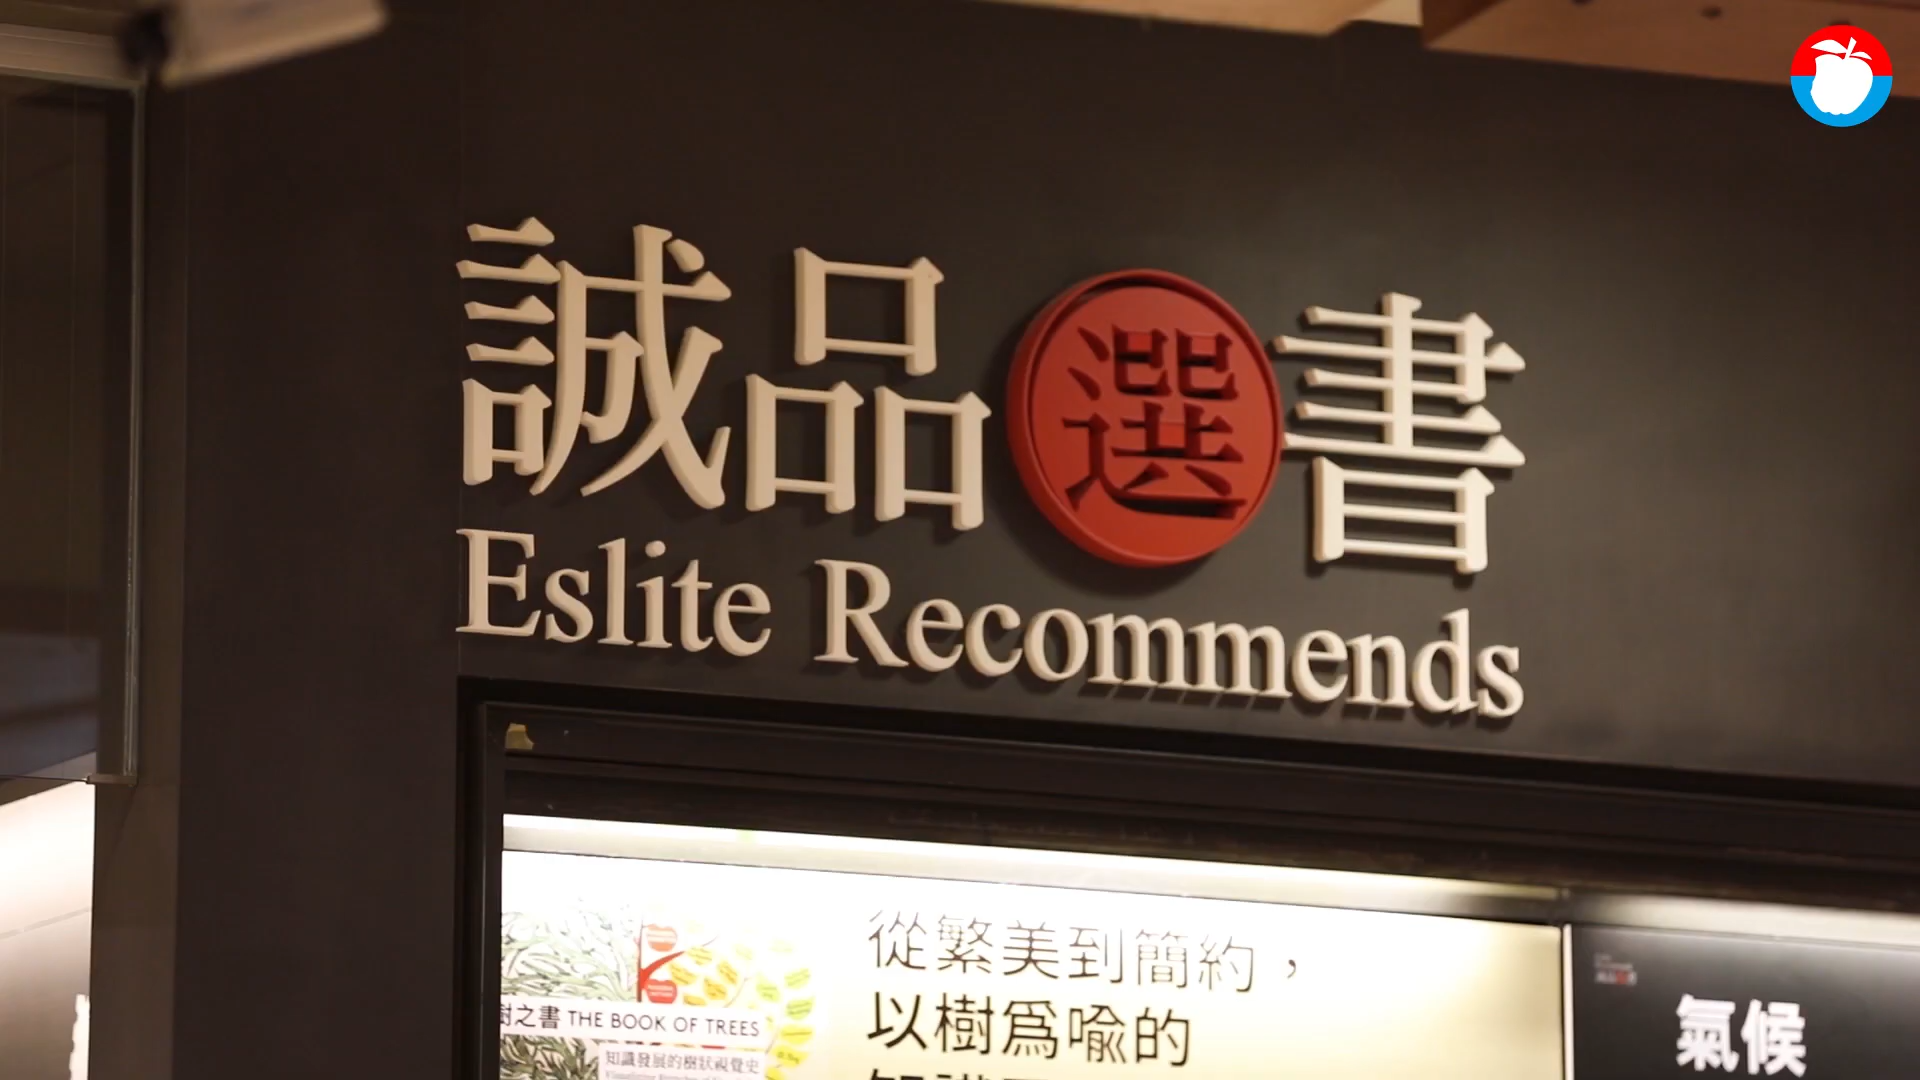 誠品選書
Eslite Recommends
從繁美到簡約，
以樹爲喻的
樹之書 THE BOOK OF TREES
知識發展的樹狀視覺史
氣候